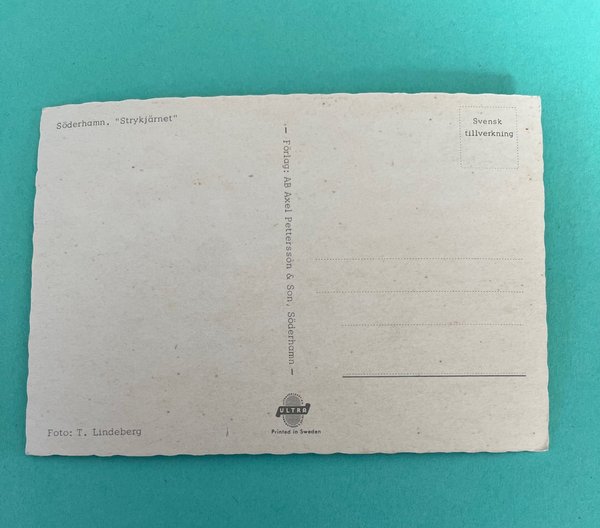 Söderhamn. "Strykjärnet"
Svensk
tillverkning
— Förlag: AB Axel Pettersson & Son, Söderhamn —
ULTRA
Printed in Sweden
Foto: T. Lindeberg